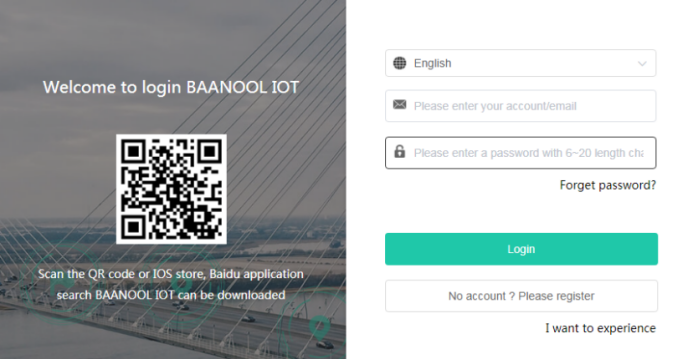 Welcome to login BAANOOL IOT
Scan the QR code or IOS store, Baidu application
search BAANOOL IOT can be downloaded
English
Please enter your account/email
Please enter a password with 6~20 length cha
Forget password?
Login
No account ? Please register
I want to experience